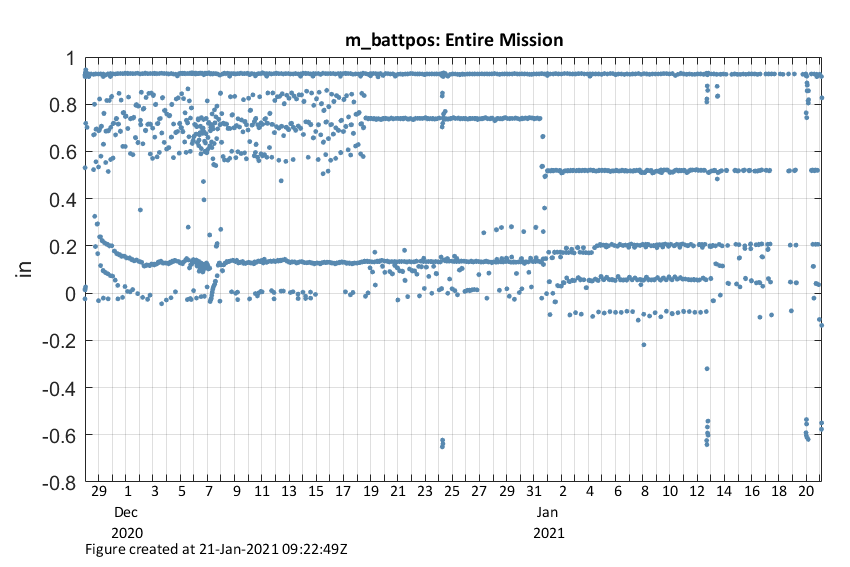 m_battpos: Entire Mission
1
0.8
0.6
0.4
0.2
0
-0.2
-0.4
-0.6
-0.8
in
29 1 3 5 7 9 11 13 15 17 19 21 23 25 27 29 31 2 4 6 8 10 12 14 16 18 20
Dec Jan
2020 2021
Figure created at 21-Jan-2021 09:22:49Z